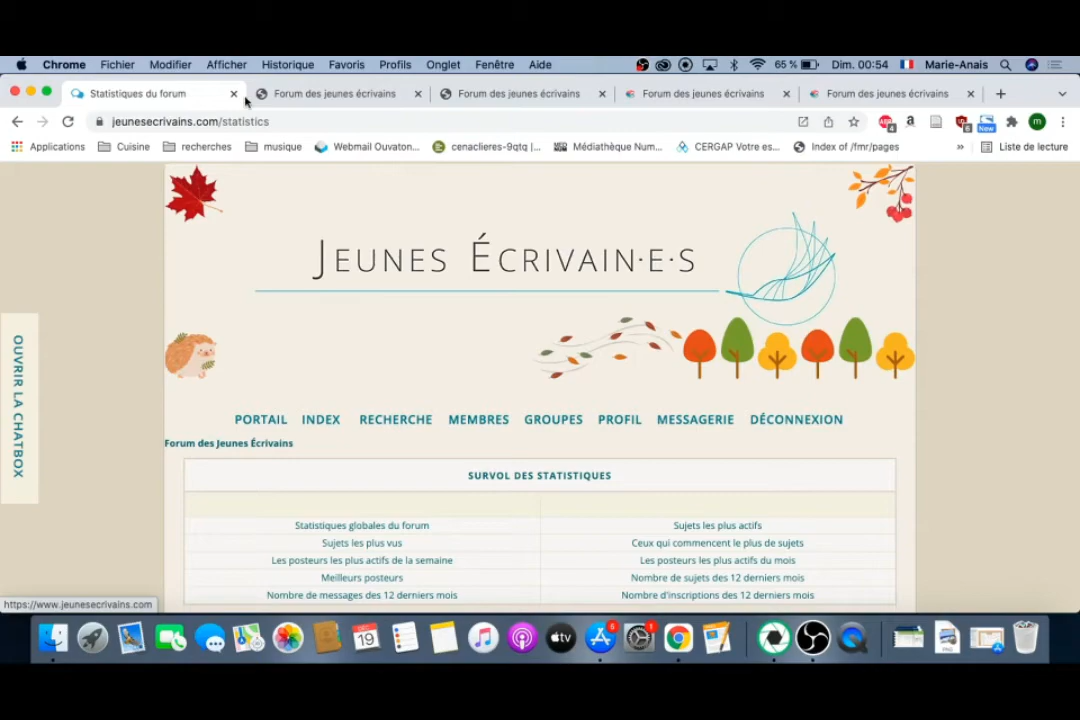 Chrome Fichier Modifier Afficher Historique Favoris Profils Onglet Fenêtre Aide 65 % Dim. 00:54 Marie-Anais
Statistiques du forum Forum des jeunes écrivains Forum des jeunes écrivains Forum des jeunes écrivains Forum des jeunes écrivains
jeunesecrivains.com/statistics 4 a 6 New m
Applications Cuisine recherches musique Webmail Ouvaton... cenaclieres-9qtq |... Médiathèque Num... CERGAP Votre es... Index of /fmr/pages » Liste de lecture
JEUNES ÉCRIVAIN·E·S
OUVRIR LA CHATBOX
PORTAIL INDEX RECHERCHE MEMBRES GROUPES PROFIL MESSAGERIE DÉCONNEXION
Forum des Jeunes Écrivains
SURVOL DES STATISTIQUES
Statistiques globales du forum Sujets les plus actifs
Sujets les plus vus Ceux qui commencent le plus de sujets
Les posteurs les plus actifs de la semaine Les posteurs les plus actifs du mois
Meilleurs posteurs Nombre de sujets des 12 derniers mois
Nombre de messages des 12 derniers mois Nombre d'inscriptions des 12 derniers mois
https://www.jeunesecrivains.com
19 tv 6 1